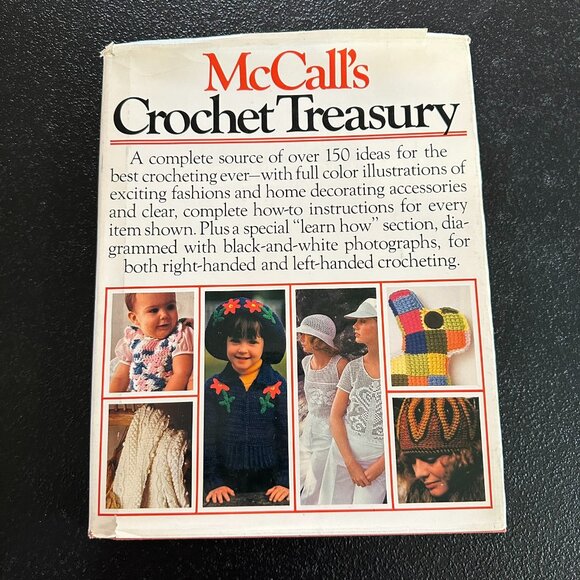 McCall's
Crochet Treasury
A complete source of over 150 ideas for the
best crocheting ever—with full color illustrations of
exciting fashions and home decorating accessories
and clear, complete how-to instructions for every
item shown. Plus a special "learn how" section, dia-
grammed with black-and-white photographs, for
both right-handed and left-handed crocheting.